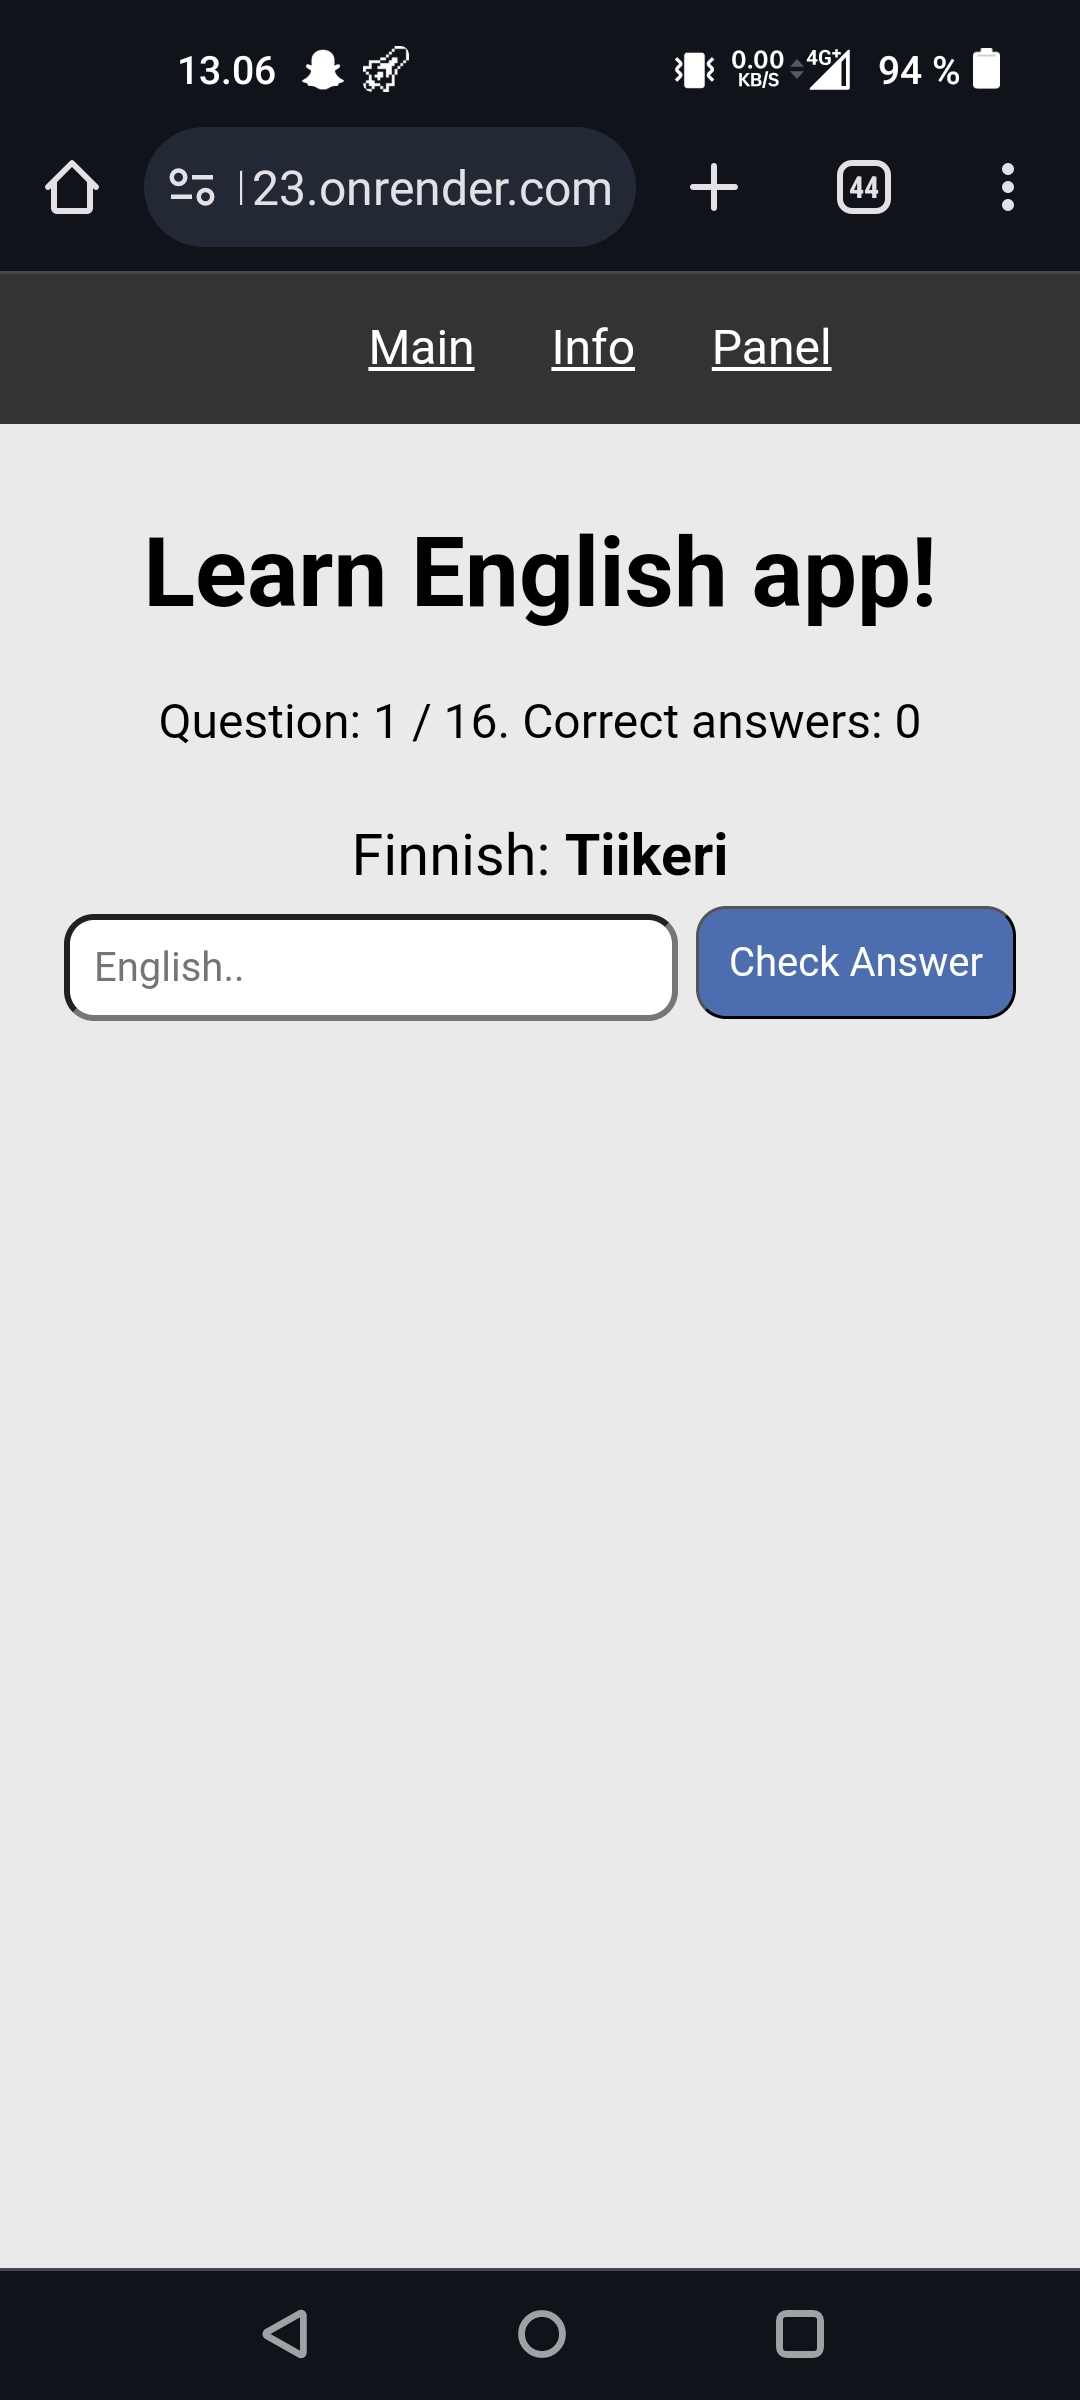 13.06 0.00 KB/S 4G+ 94 %
23.onrender.com 44
Main Info Panel
Learn English app!
Question: 1 / 16. Correct answers: 0
Finnish: Tiikeri
English.. Check Answer